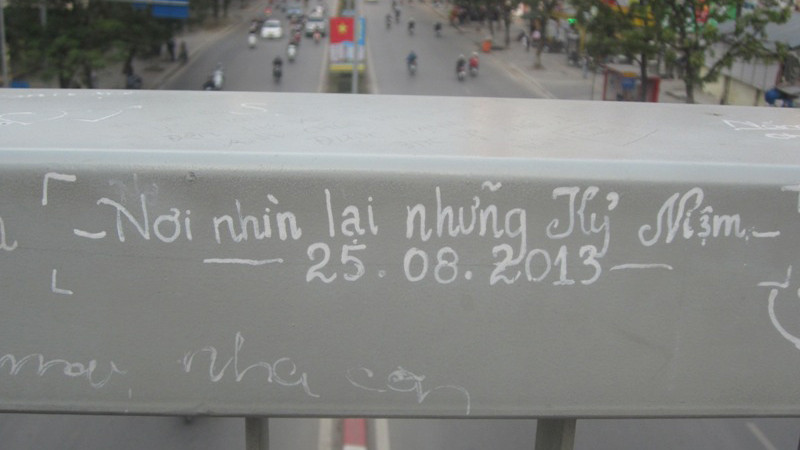 - Nơi nhìn lại những Kỷ Niệm -
— 25.08.2013 —
nha con